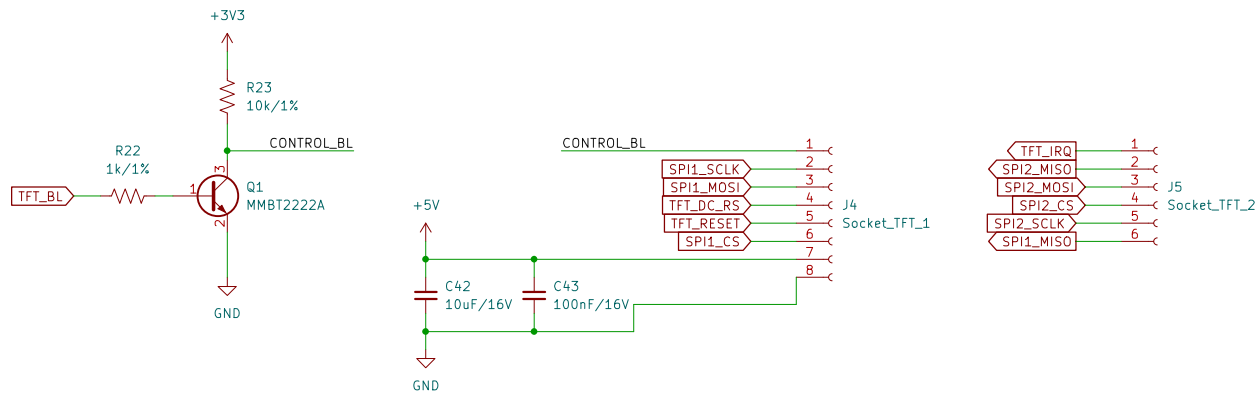 +3V3
R23
10k/1%
CONTROL_BL
R22
1k/1%
3
TFT_BL
1
Q1
MMBT2222A
2
GND
+5V
C42
10uF/16V
C43
100nF/16V
GND
CONTROL_BL
1
SPI1_SCLK
2
SPI1_MOSI
3
TFT_DC_RS
4
J4
TFT_RESET
5
Socket_TFT_1
SPI1_CS
6
7
8
TFT_IRQ
1
SPI2_MISO
2
SPI2_MOSI
3
J5
SPI2_CS
4
Socket_TFT_2
SPI2_SCLK
5
SPI1_MISO
6